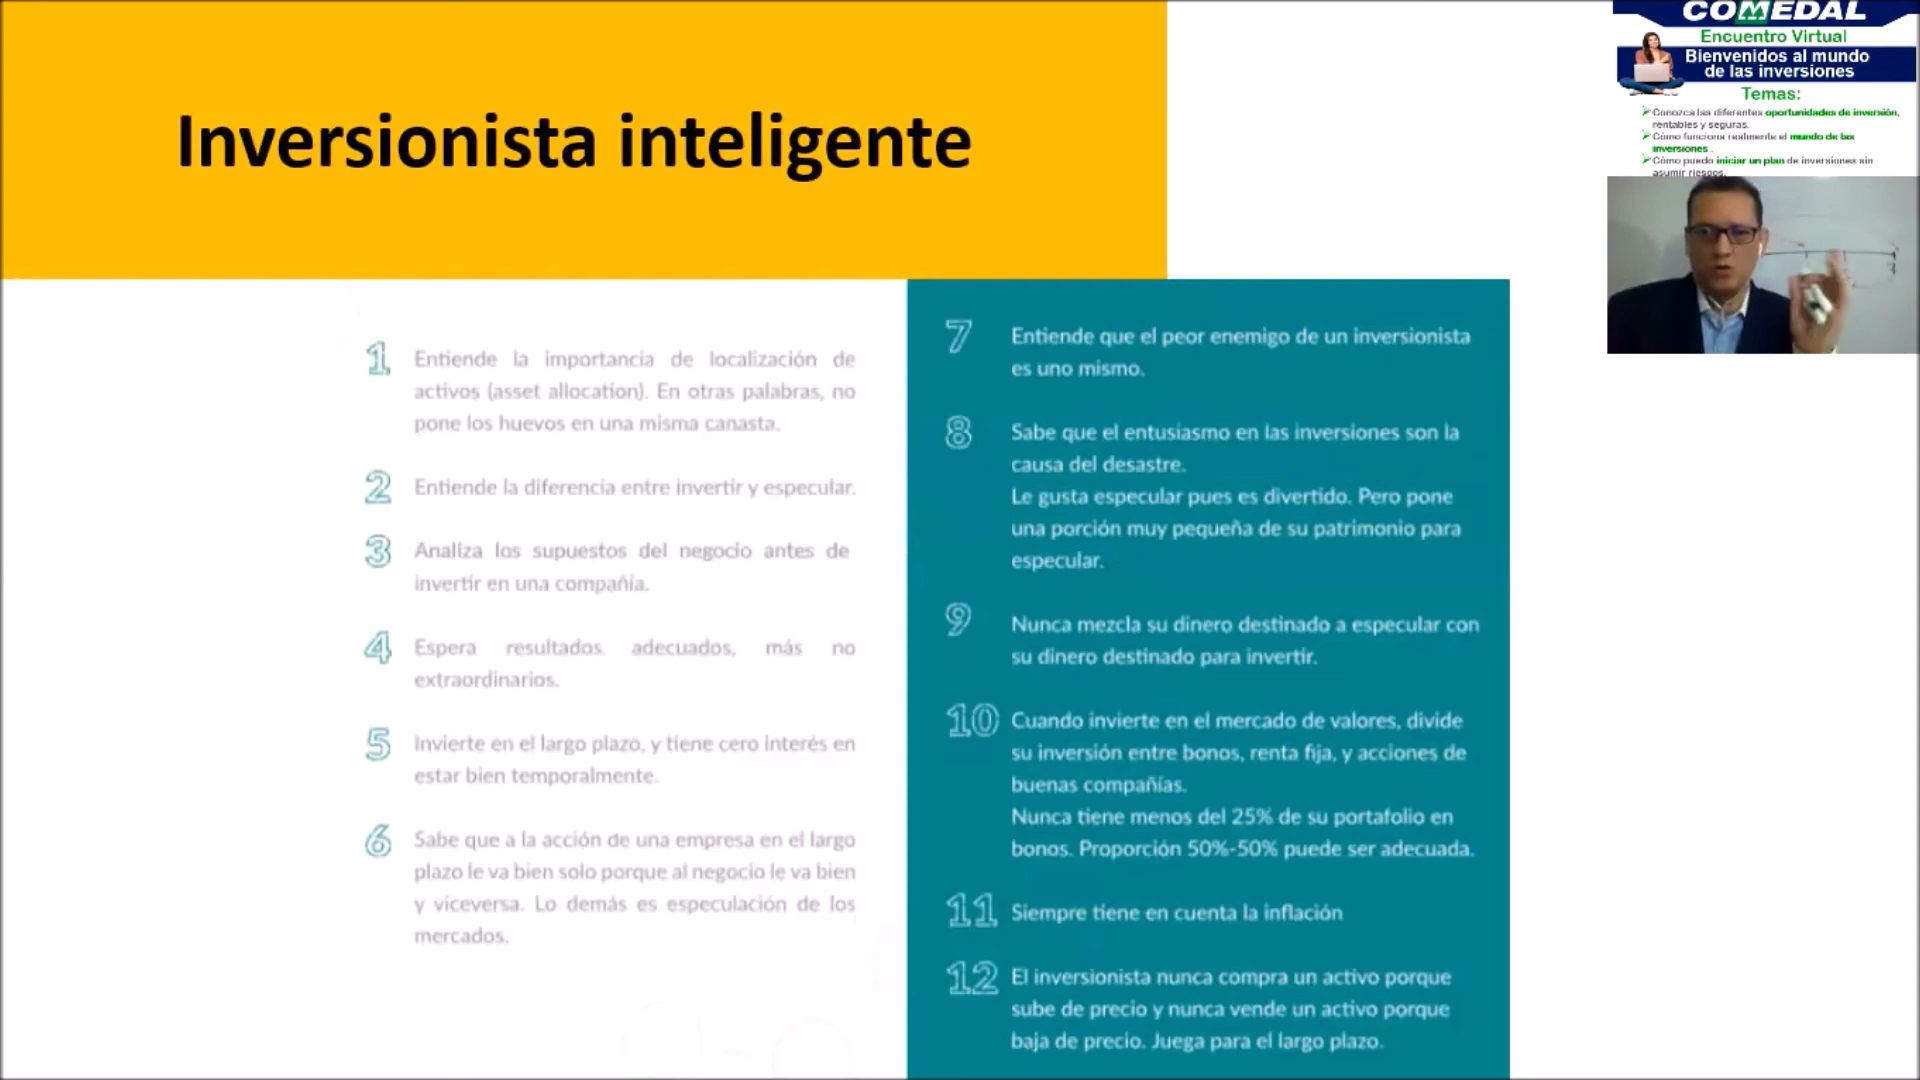 Inversionista inteligente
1 Entiende la importancia de localización de
activos (asset allocation). En otras palabras, no
pone los huevos en una misma canasta.
2 Entiende la diferencia entre invertir y especular.
3 Analiza los supuestos del negocio antes de
invertir en una compañía.
4 Espera resultados adecuados, más no
extraordinarios.
5 Invierte en el largo plazo, y tiene cero interés en
estar bien temporalmente.
6 Sabe que a la acción de una empresa en el largo
plazo le va bien solo porque al negocio le va bien
y viceversa. Lo demás es especulación de los
mercados.
7 Entiende que el peor enemigo de un inversionista
es uno mismo.
8 Sabe que el entusiasmo en las inversiones son la
causa del desastre.
Le gusta especular pues es divertido. Pero pone
una porción muy pequeña de su patrimonio para
especular.
9 Nunca mezcla su dinero destinado a especular con
su dinero destinado para invertir.
10 Cuando invierte en el mercado de valores, divide
su inversión entre bonos, renta fija, y acciones de
buenas compañías.
Nunca tiene menos del 25% de su portafolio en
bonos. Proporción 50%-50% puede ser adecuada.
11 Siempre tiene en cuenta la inflación
12 El inversionista nunca compra un activo porque
sube de precio y nunca vende un activo porque
baja de precio. Juega para el largo plazo.
COMEDAL
Encuentro Virtual
Bienvenidos al mundo
de las inversiones
Temas:
Conozca las diferentes oportunidades de inversión,
rentables y seguras.
Cómo funciona realmente el mundo de las
inversiones .
Cómo puedo iniciar un plan de inversiones sin
asumir riesgos.